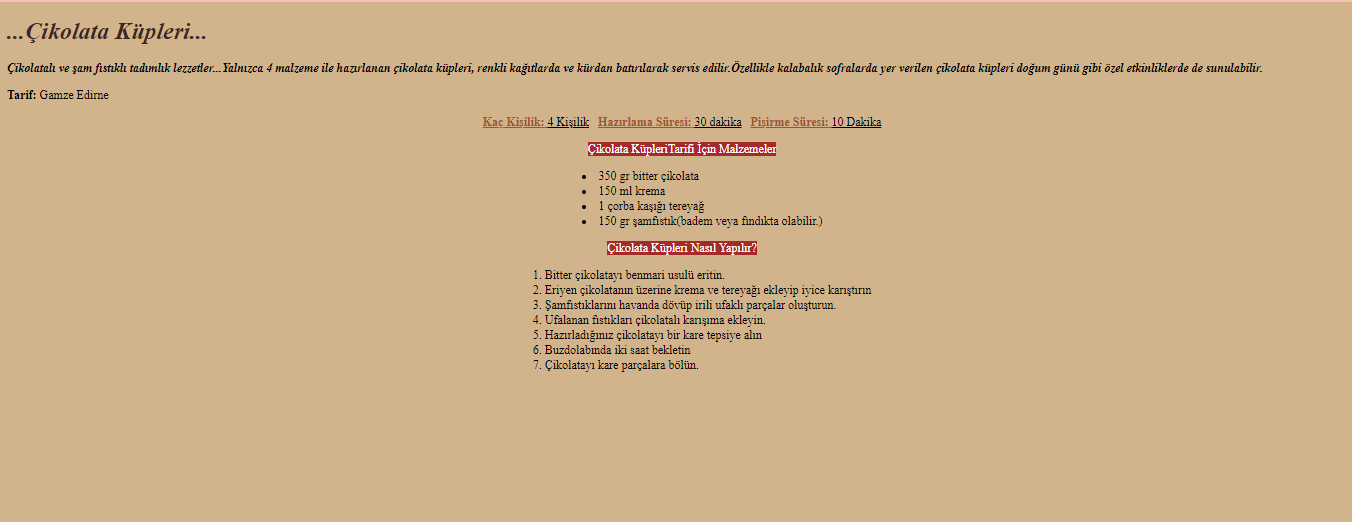 ...Çikolata Küpleri...
Çikolatalı ve şam fıstıklı tadımlık lezzetler...Yalnızca 4 malzeme ile hazırlanan çikolata küpleri, renkli kağıtlarda ve kürdan batırılarak servis edilir.Özellikle kalabalık sofralarda yer verilen çikolata küpleri doğum günü gibi özel etkinliklerde de sunulabilir.
Tarif: Gamze Edirne
Kaç Kişilik: 4 Kişilik Hazırlama Süresi: 30 dakika Pişirme Süresi: 10 Dakika
Çikolata KüpleriTarifi İçin Malzemeler
• 350 gr bitter çikolata
• 150 ml krema
• 1 çorba kaşığı tereyağ
• 150 gr şamfıstık(badem veya fındıkta olabilir.)
Çikolata Küpleri Nasıl Yapılır?
1. Bitter çikolatayı benmari usulü eritin.
2. Eriyen çikolatanın üzerine krema ve tereyağı ekleyip iyice karıştırın
3. Şamfıstıklarını havanda dövüp irili ufaklı parçalar oluşturun.
4. Ufalanan fıstıkları çikolatalı karışıma ekleyin.
5. Hazırladığınız çikolatayı bir kare tepsiye alın
6. Buzdolabında iki saat bekletin
7. Çikolatayı kare parçalara bölün.